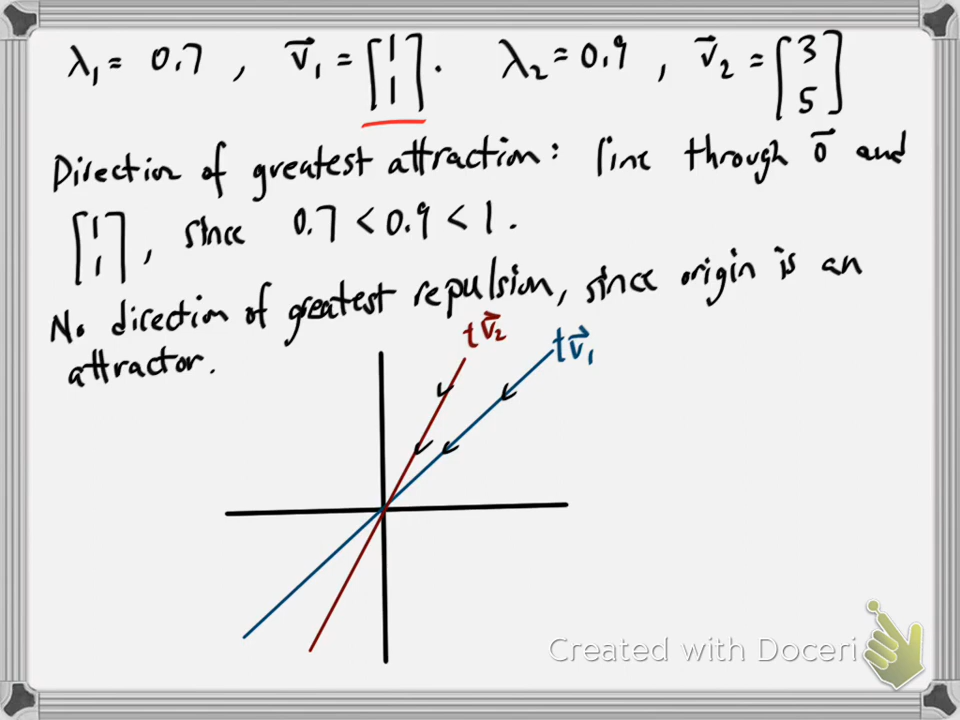 λ₁ = 0.7 , v⃗₁ = [1 1] . λ₂ = 0.9 , v⃗₂ = [3 5]
Direction of greatest attraction: line through 0⃗ and
[1 1] , since 0.7 < 0.9 < 1 .
No direction of greatest repulsion, since origin is an
attractor.
tv⃗₂
tv⃗₁
Created with Doceri